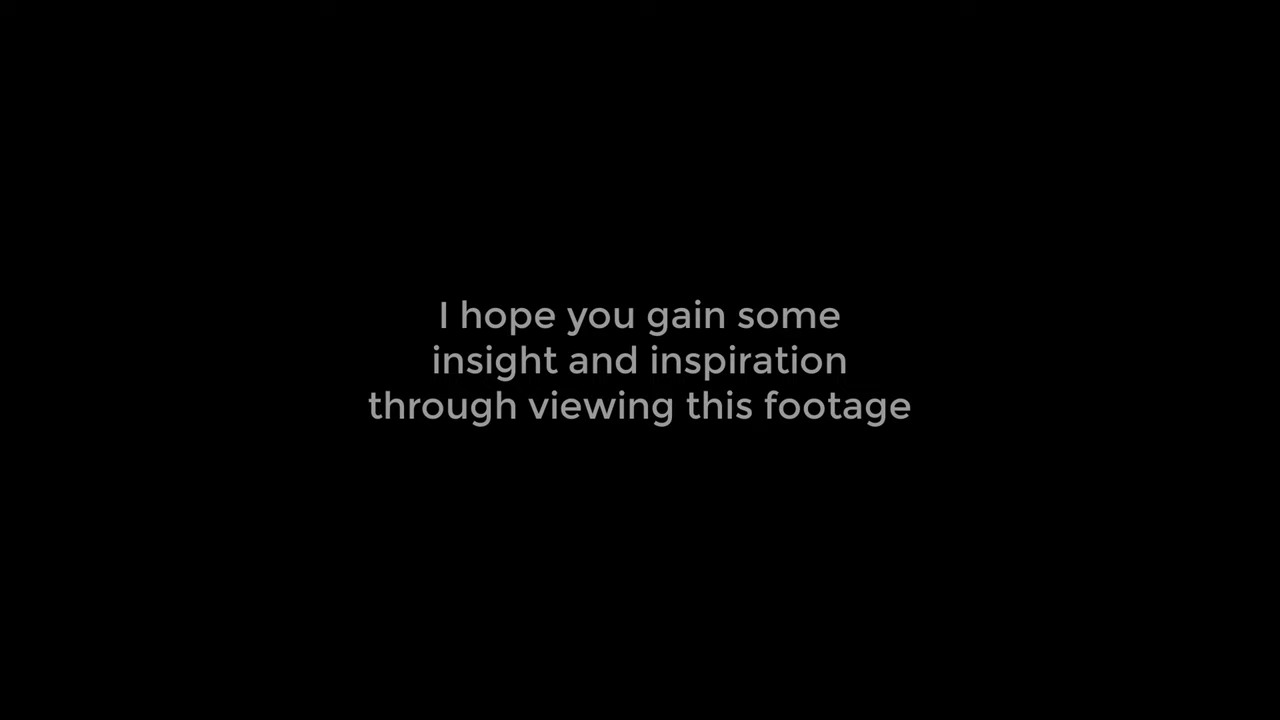 I hope you gain some
insight and inspiration
through viewing this footage